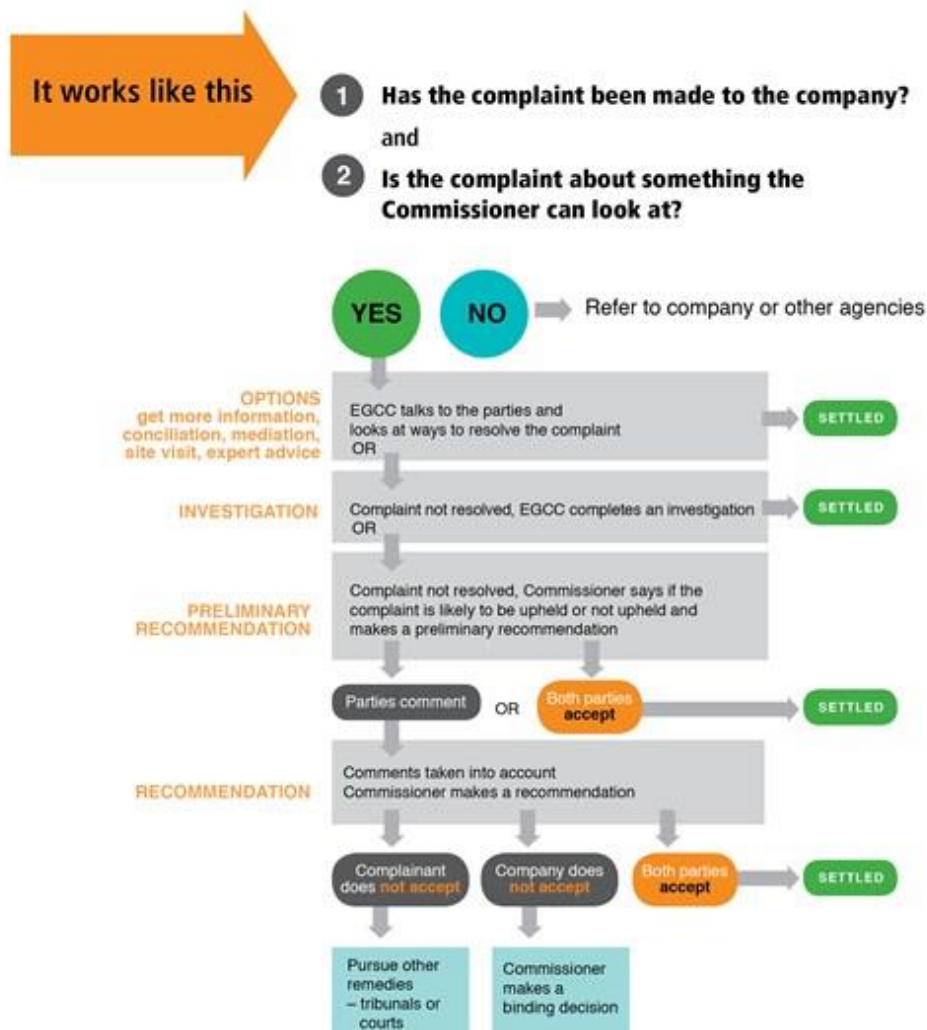 It works like this
1 Has the complaint been made to the company?
and
2 Is the complaint about something the
Commissioner can look at?
YES
NO
Refer to company or other agencies
OPTIONS
get more information,
conciliation, mediation,
site visit, expert advice
EGCC talks to the parties and
looks at ways to resolve the complaint
OR
SETTLED
INVESTIGATION
Complaint not resolved, EGCC completes an investigation
OR
SETTLED
PRELIMINARY
RECOMMENDATION
Complaint not resolved, Commissioner says if the
complaint is likely to be upheld or not upheld and
makes a preliminary recommendation
Parties comment
OR
Both parties
accept
SETTLED
RECOMMENDATION
Comments taken into account
Commissioner makes a recommendation
Complainant
does not accept
Company does
not accept
Both parties
accept
SETTLED
Pursue other
remedies
– tribunals or
courts
Commissioner
makes a
binding decision